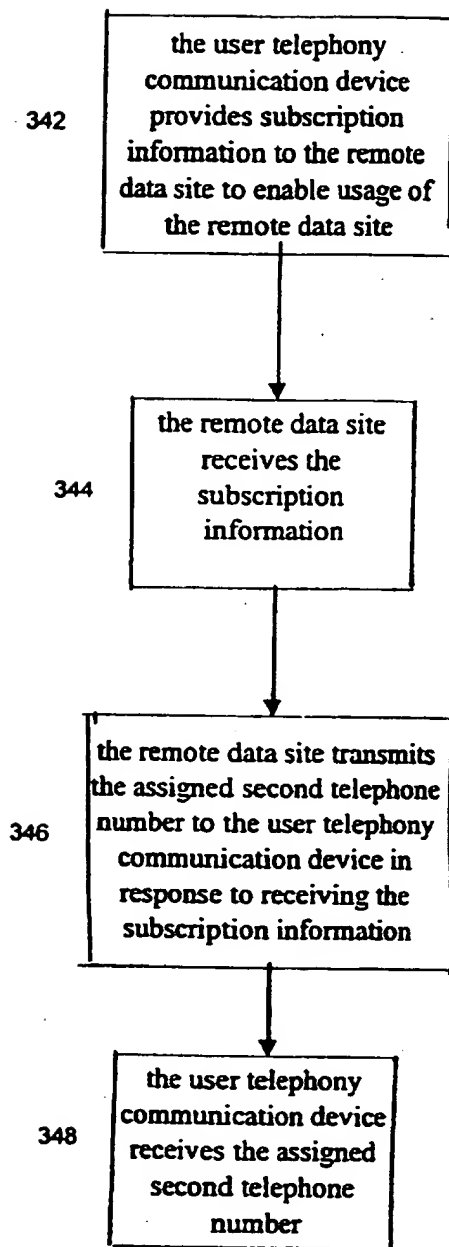 342
the user telephony
communication device
provides subscription
information to the remote
data site to enable usage of
the remote data site
344
the remote data site
receives the
subscription
information
346
the remote data site transmits
the assigned second telephone
number to the user telephony
communication device in
response to receiving the
subscription information
348
the user telephony
communication device
receives the assigned
second telephone
number